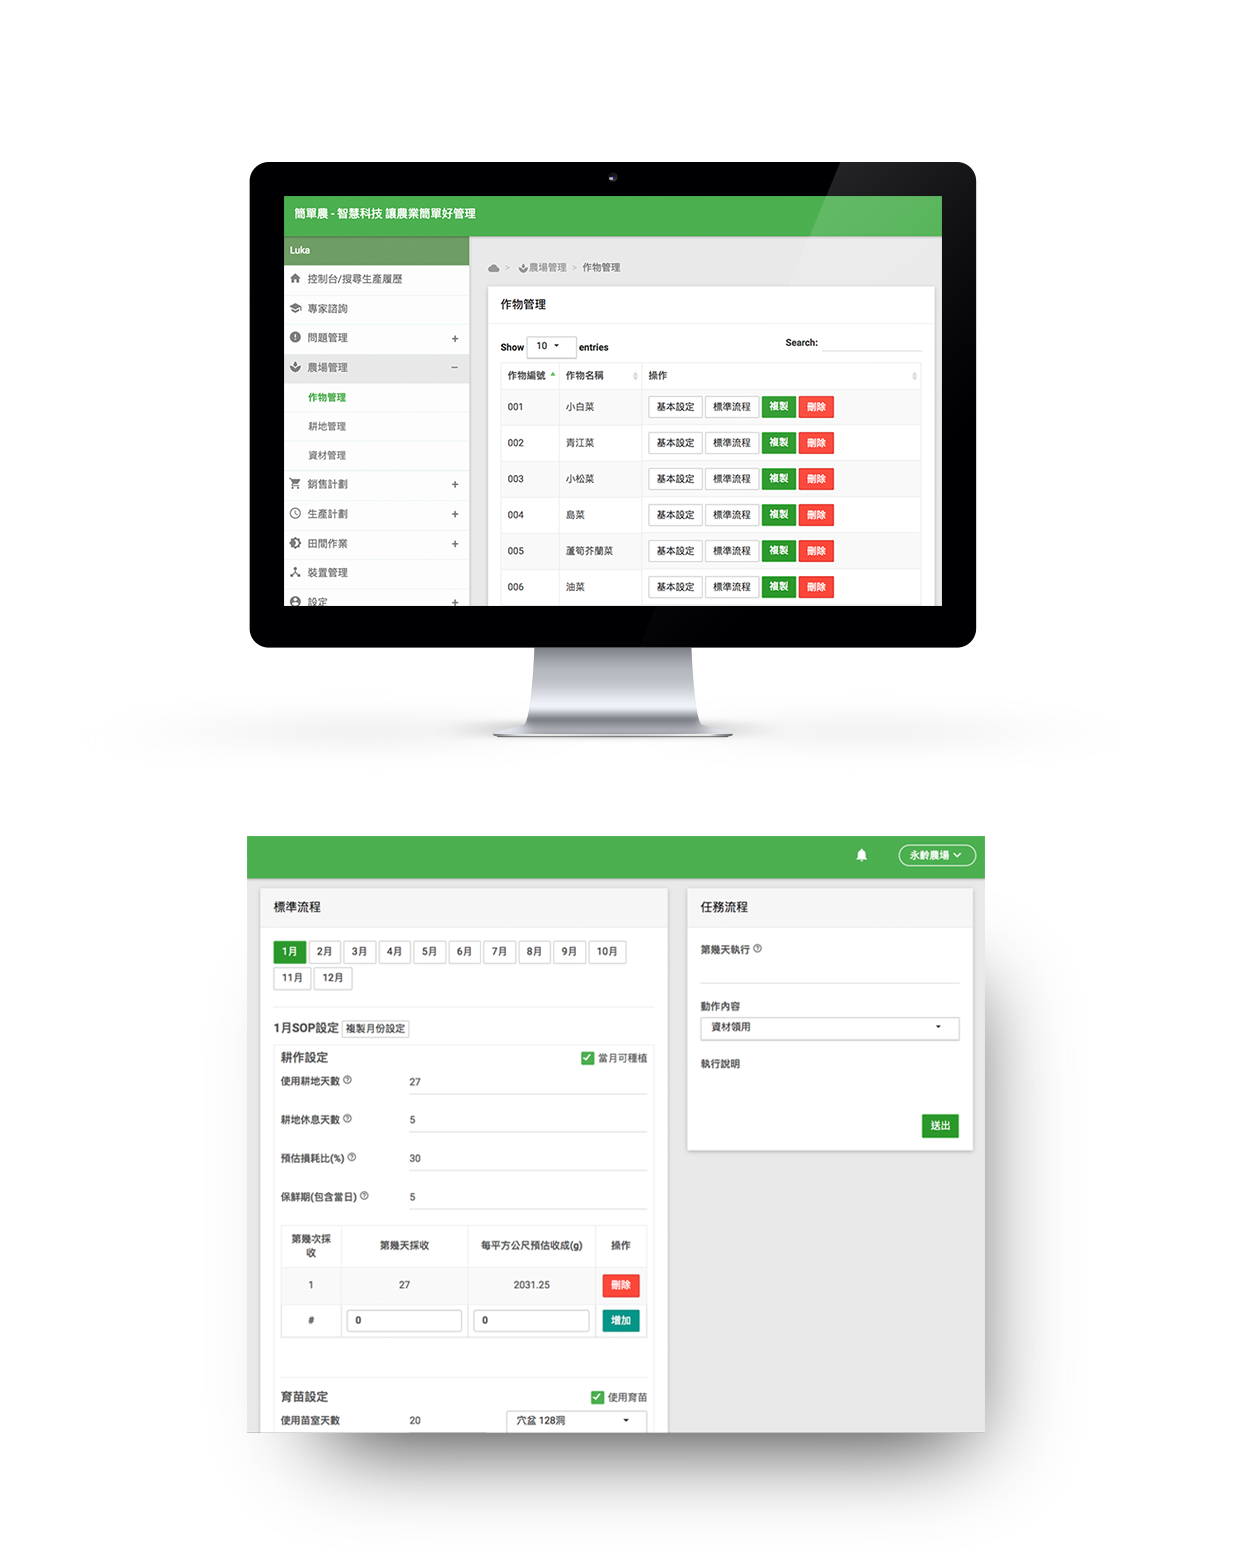 簡單農 - 智慧科技 讓農業簡單好管理
Luka
控制台/搜尋生產履歷
專家諮詢
問題管理 +
農場管理 −
作物管理
耕地管理
資材管理
銷售計劃 +
生產計劃 +
田間作業 +
裝置管理
設定 +
> 農場管理 > 作物管理
作物管理
Show 10 entries
Search:
作物編號 作物名稱 操作
001 小白菜 基本設定 標準流程 複製 刪除
002 青江菜 基本設定 標準流程 複製 刪除
003 小松菜 基本設定 標準流程 複製 刪除
004 島菜 基本設定 標準流程 複製 刪除
005 蘆筍芥蘭菜 基本設定 標準流程 複製 刪除
006 油菜 基本設定 標準流程 複製 刪除
永齡農場
標準流程
1月 2月 3月 4月 5月 6月 7月 8月 9月 10月
11月 12月
1月SOP設定 複製月份設定
耕作設定 當月可種植
使用耕地天數 27
耕地休息天數 5
預估損耗比(%) 30
保鮮期(包含當日) 5
第幾次採收 第幾天採收 每平方公尺預估收成(g) 操作
1 27 2031.25 刪除
# 0 0 增加
育苗設定 使用育苗
使用苗室天數 20 穴盆 128洞
任務流程
第幾天執行
動作內容
資材領用
執行說明
送出